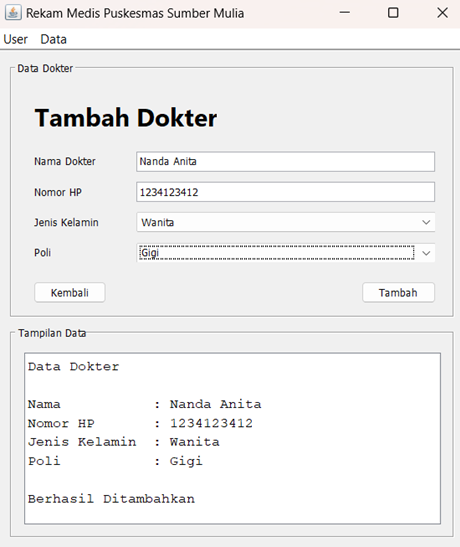 Rekam Medis Puskesmas Sumber Mulia
User Data
Data Dokter
Tambah Dokter
Nama Dokter Nanda Anita
Nomor HP 1234123412
Jenis Kelamin Wanita
Poli Gigi
Kembali Tambah
Tampilan Data
Data Dokter
Nama : Nanda Anita
Nomor HP : 1234123412
Jenis Kelamin : Wanita
Poli : Gigi
Berhasil Ditambahkan